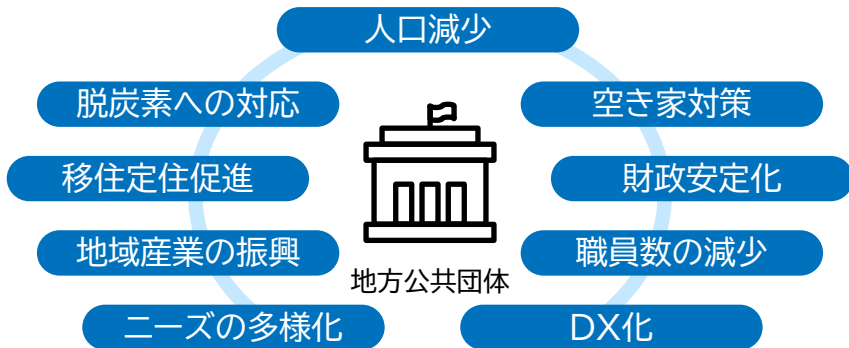 人口減少
脱炭素への対応
空き家対策
移住定住促進
財政安定化
地域産業の振興
職員数の減少
地方公共団体
ニーズの多様化
DX化